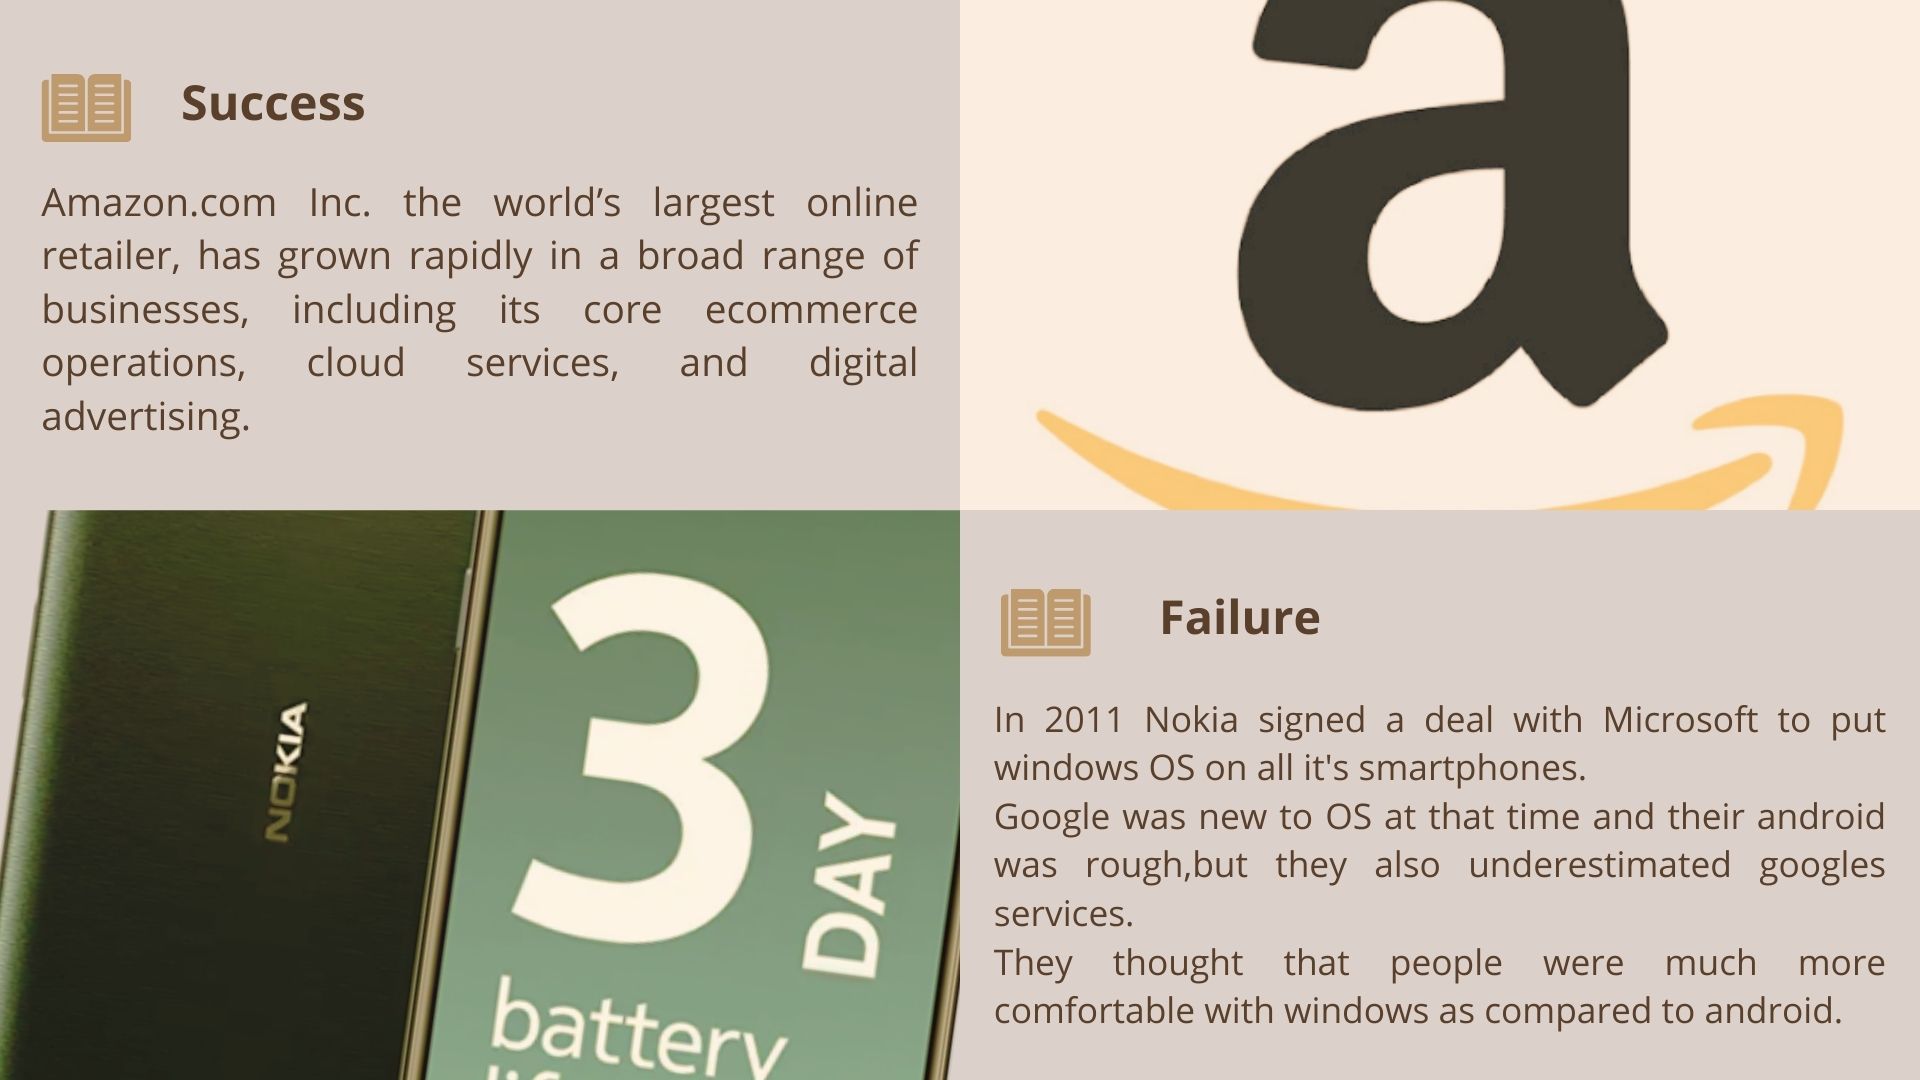 Success
Amazon.com Inc. the world’s largest online
retailer, has grown rapidly in a broad range of
businesses, including its core ecommerce
operations, cloud services, and digital
advertising.
a
NOKIA
3
DAY
battery
Failure
In 2011 Nokia signed a deal with Microsoft to put
windows OS on all it's smartphones.
Google was new to OS at that time and their android
was rough,but they also underestimated googles
services.
They thought that people were much more
comfortable with windows as compared to android.